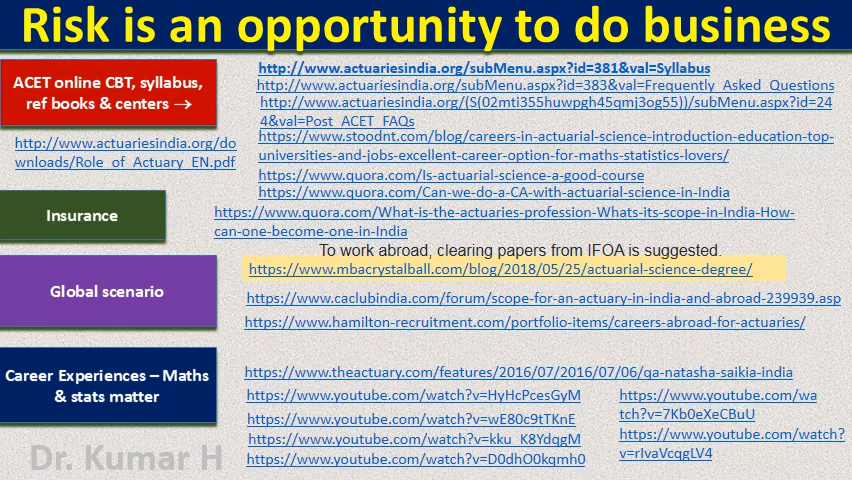 Risk is an opportunity to do business
ACET online CBT, syllabus,
ref books & centers →
http://www.actuariesindia.org/subMenu.aspx?id=381&val=Syllabus
http://www.actuariesindia.org/subMenu.aspx?id=383&val=Frequently_Asked_Questions
http://www.actuariesindia.org/(S(02mti355huwpgh45qmj3og55))/subMenu.aspx?id=24
4&val=Post_ACET_FAQs
http://www.actuariesindia.org/do
wnloads/Role_of_Actuary_EN.pdf
https://www.stoodnt.com/blog/careers-in-actuarial-science-introduction-education-top-
universities-and-jobs-excellent-career-option-for-maths-statistics-lovers/
https://www.quora.com/Is-actuarial-science-a-good-course
https://www.quora.com/Can-we-do-a-CA-with-actuarial-science-in-India
Insurance
https://www.quora.com/What-is-the-actuaries-profession-Whats-its-scope-in-India-How-
can-one-become-one-in-India
To work abroad, clearing papers from IFOA is suggested.
https://www.mbacrystalball.com/blog/2018/05/25/actuarial-science-degree/
Global scenario
https://www.caclubindia.com/forum/scope-for-an-actuary-in-india-and-abroad-239939.asp
https://www.hamilton-recruitment.com/portfolio-items/careers-abroad-for-actuaries/
Career Experiences – Maths
& stats matter
https://www.theactuary.com/features/2016/07/2016/07/06/qa-natasha-saikia-india
https://www.youtube.com/watch?v=HyHcPcesGyM
https://www.youtube.com/watch?v=wE80c9tTKnE
https://www.youtube.com/watch?v=kku_K8YdqgM
https://www.youtube.com/watch?v=D0dhO0kqmh0
https://www.youtube.com/wa
tch?v=7Kb0eXeCBuU
https://www.youtube.com/watch?
v=rIvaVcqgLV4
Dr. Kumar H